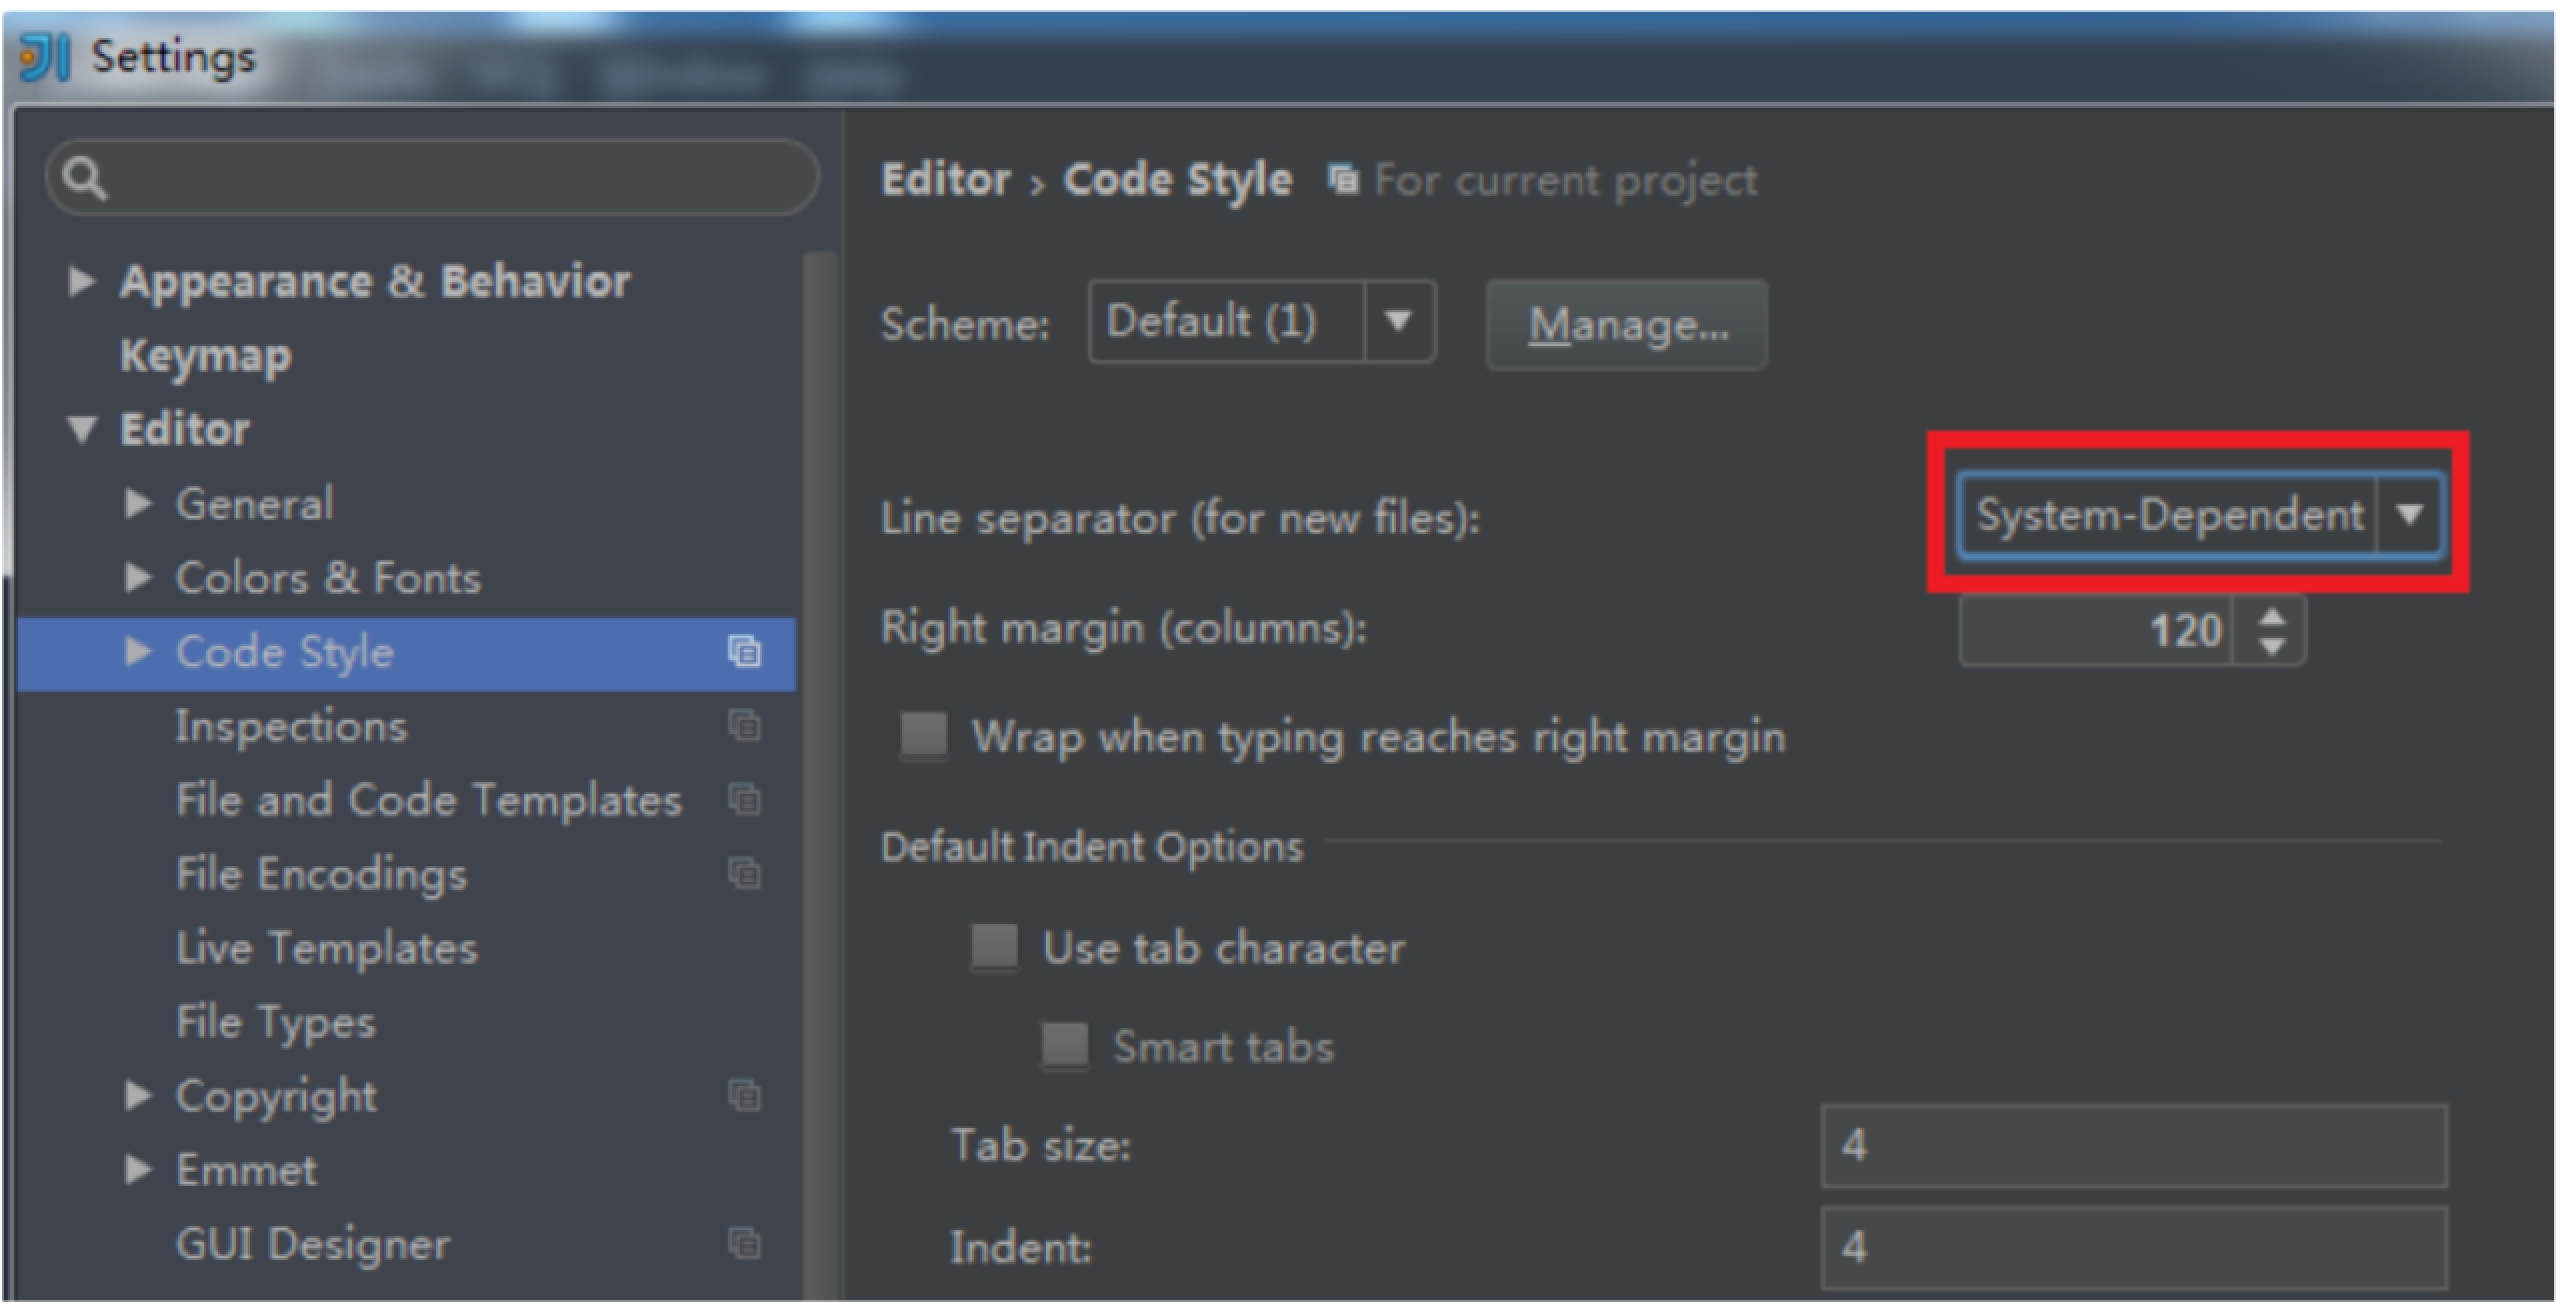 Settings
Appearance & Behavior
Keymap
Editor
General
Colors & Fonts
Code Style
Inspections
File and Code Templates
File Encodings
Live Templates
File Types
Copyright
Emmet
GUI Designer
Editor › Code Style For current project
Scheme: Default (1) Manage...
Line separator (for new files): System-Dependent
Right margin (columns): 120
Wrap when typing reaches right margin
Default Indent Options
Use tab character
Smart tabs
Tab size: 4
Indent: 4